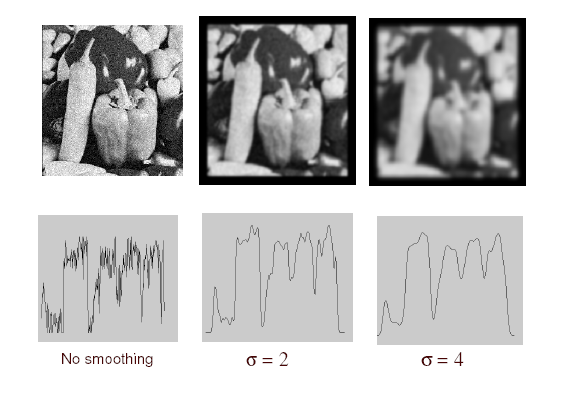 No smoothing
σ = 2
σ = 4